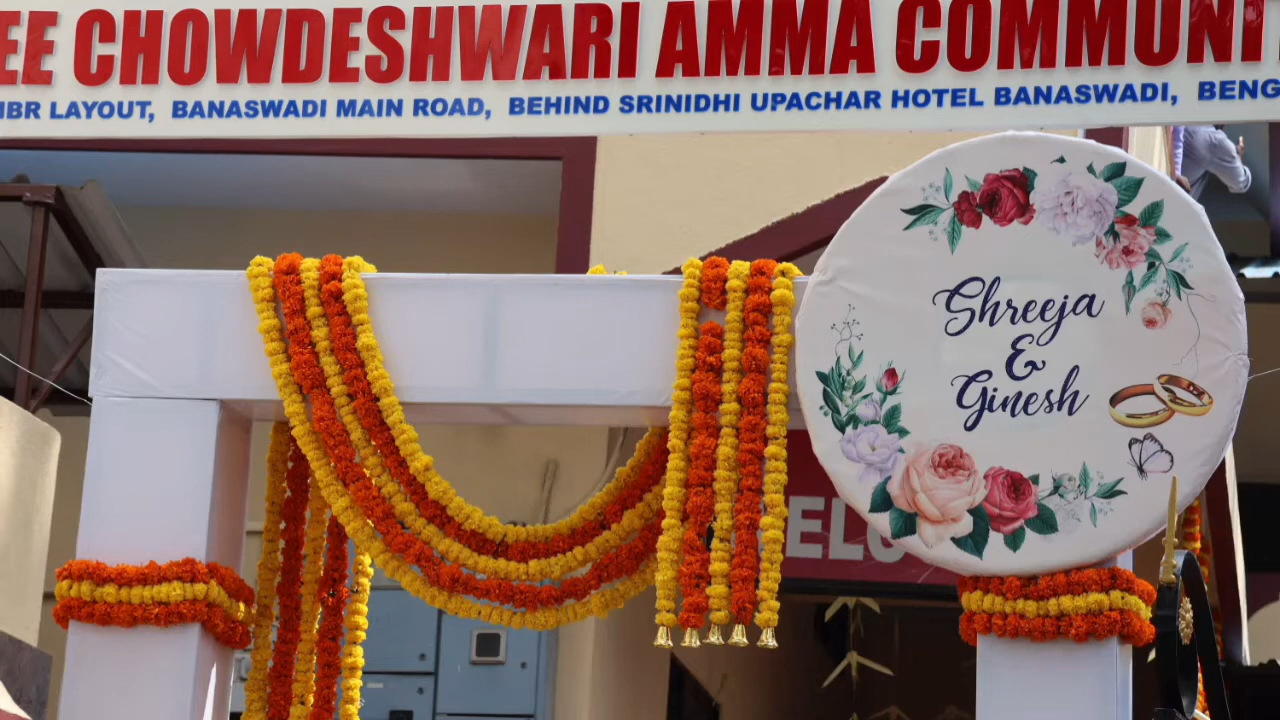 EE CHOWDESHWARI AMMA COMMUNI
HBR LAYOUT, BANASWADI MAIN ROAD, BEHIND SRINIDHI UPACHAR HOTEL BANASWADI, BENG
Shreeja
&
Ginesh
ELC